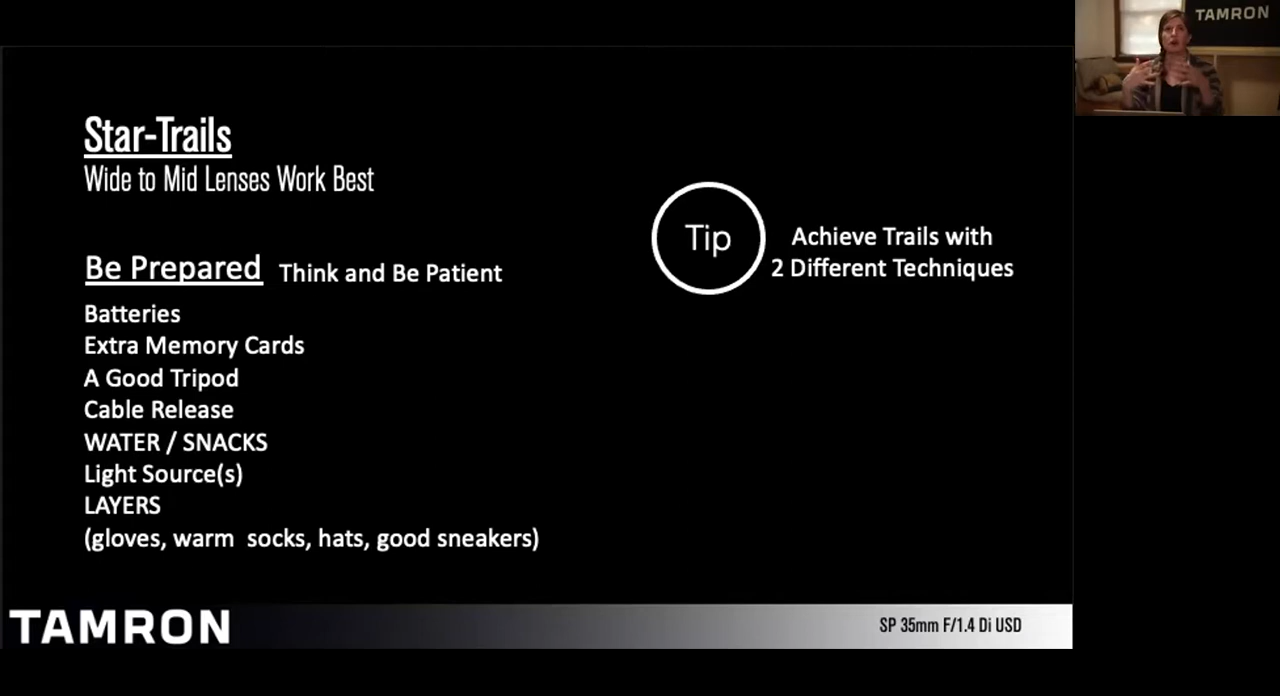 TAMRON
Star-Trails
Wide to Mid Lenses Work Best
Be Prepared Think and Be Patient
Batteries
Extra Memory Cards
A Good Tripod
Cable Release
WATER / SNACKS
Light Source(s)
LAYERS
(gloves, warm socks, hats, good sneakers)
Tip
Achieve Trails with
2 Different Techniques
TAMRON
SP 35mm F/1.4 Di USD